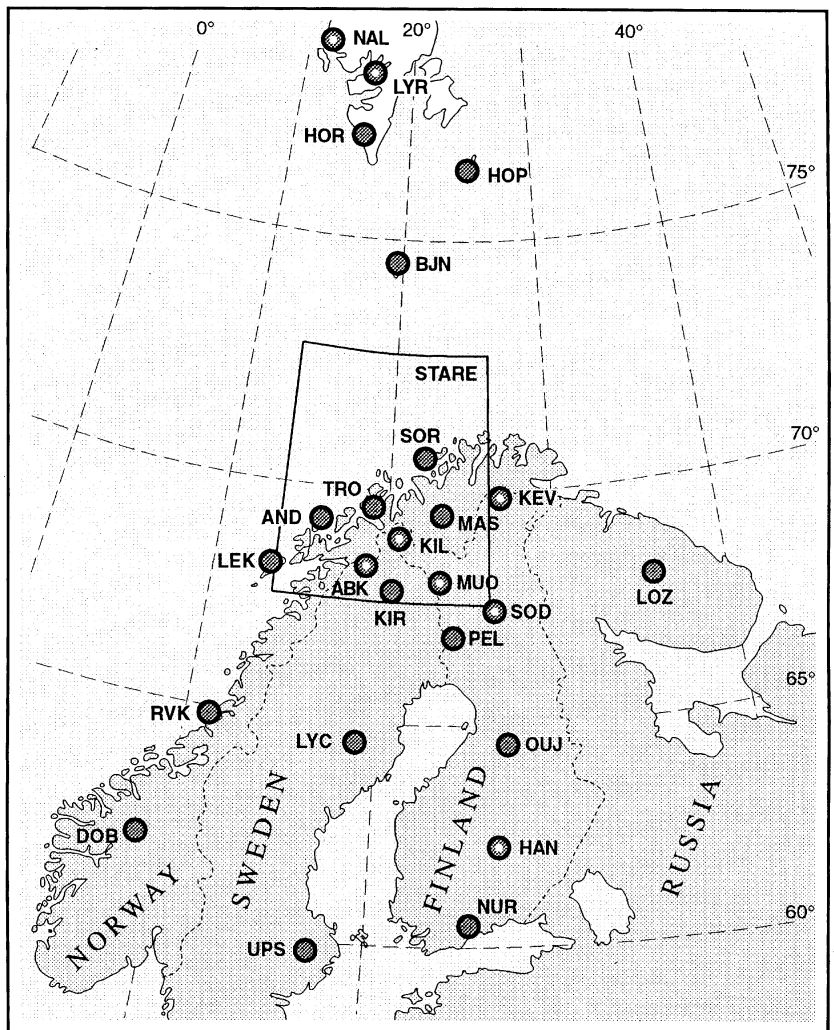 0°
20°
40°
NAL
LYR
HOR
HOP
75°
BJN
STARE
SOR
70°
TRO
KEV
AND
MAS
KIL
LEK
ABK
MUO
LOZ
KIR
SOD
PEL
65°
RVK
LYC
OUJ
SWEDEN
FINLAND
RUSSIA
DOB
HAN
NORWAY
NUR
60°
UPS